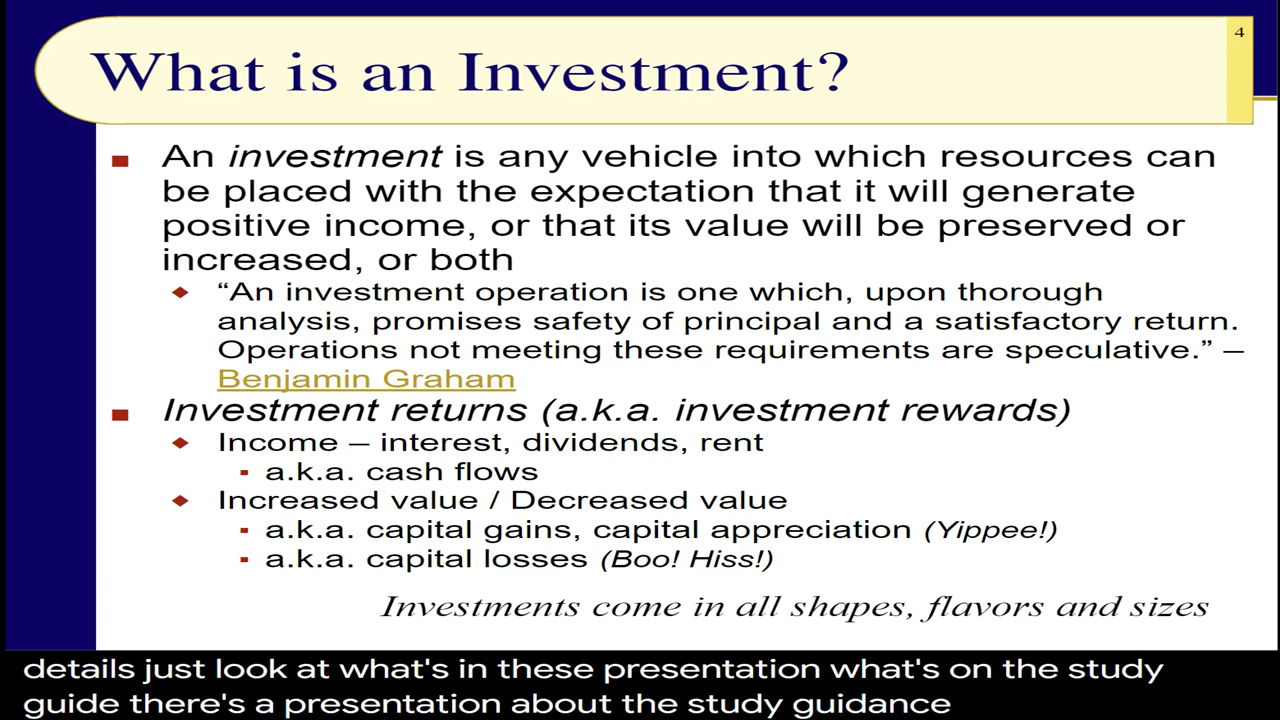 4
What is an Investment?
An investment is any vehicle into which resources can
be placed with the expectation that it will generate
positive income, or that its value will be preserved or
increased, or both
“An investment operation is one which, upon thorough
analysis, promises safety of principal and a satisfactory return.
Operations not meeting these requirements are speculative.” –
Benjamin Graham
Investment returns (a.k.a. investment rewards)
Income – interest, dividends, rent
a.k.a. cash flows
Increased value / Decreased value
a.k.a. capital gains, capital appreciation (Yippee!)
a.k.a. capital losses (Boo! Hiss!)
Investments come in all shapes, flavors and sizes
details just look at what's in these presentation what's on the study
guide there's a presentation about the study guidance